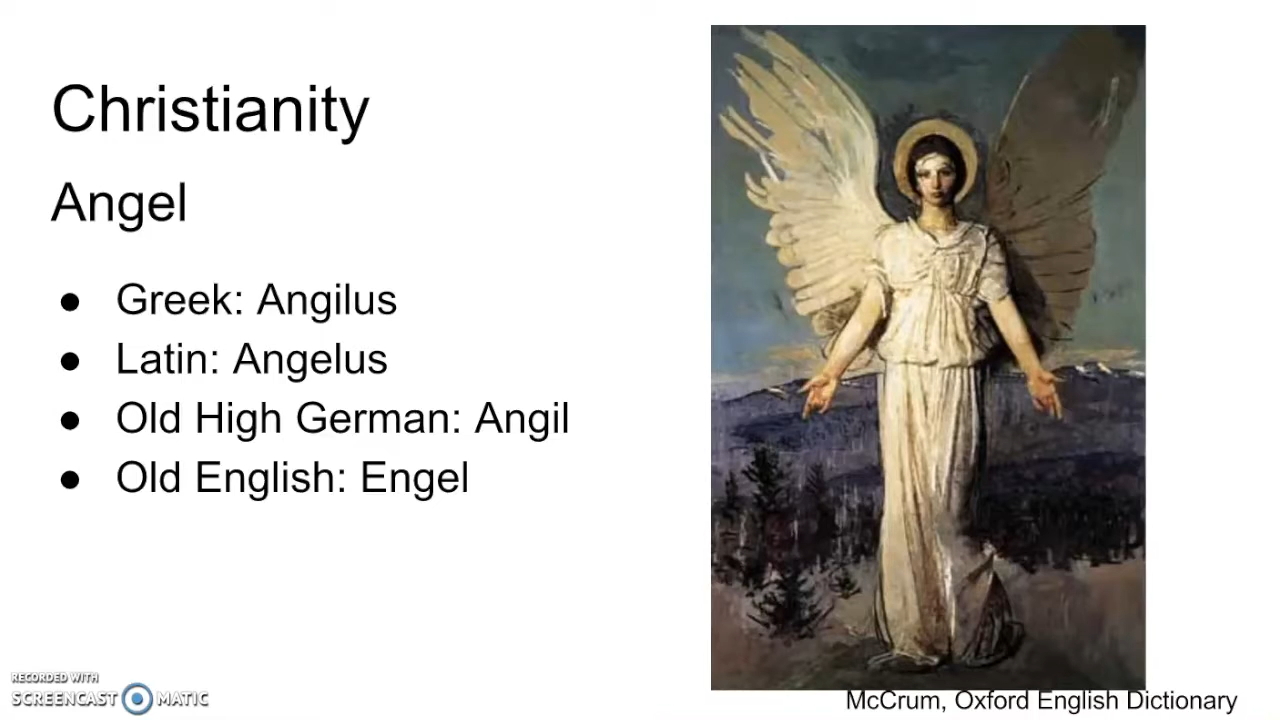 Christianity
Angel
● Greek: Angilus
● Latin: Angelus
● Old High German: Angil
● Old English: Engel
RECORDED WITH
SCREENCAST MATIC
McCrum, Oxford English Dictionary